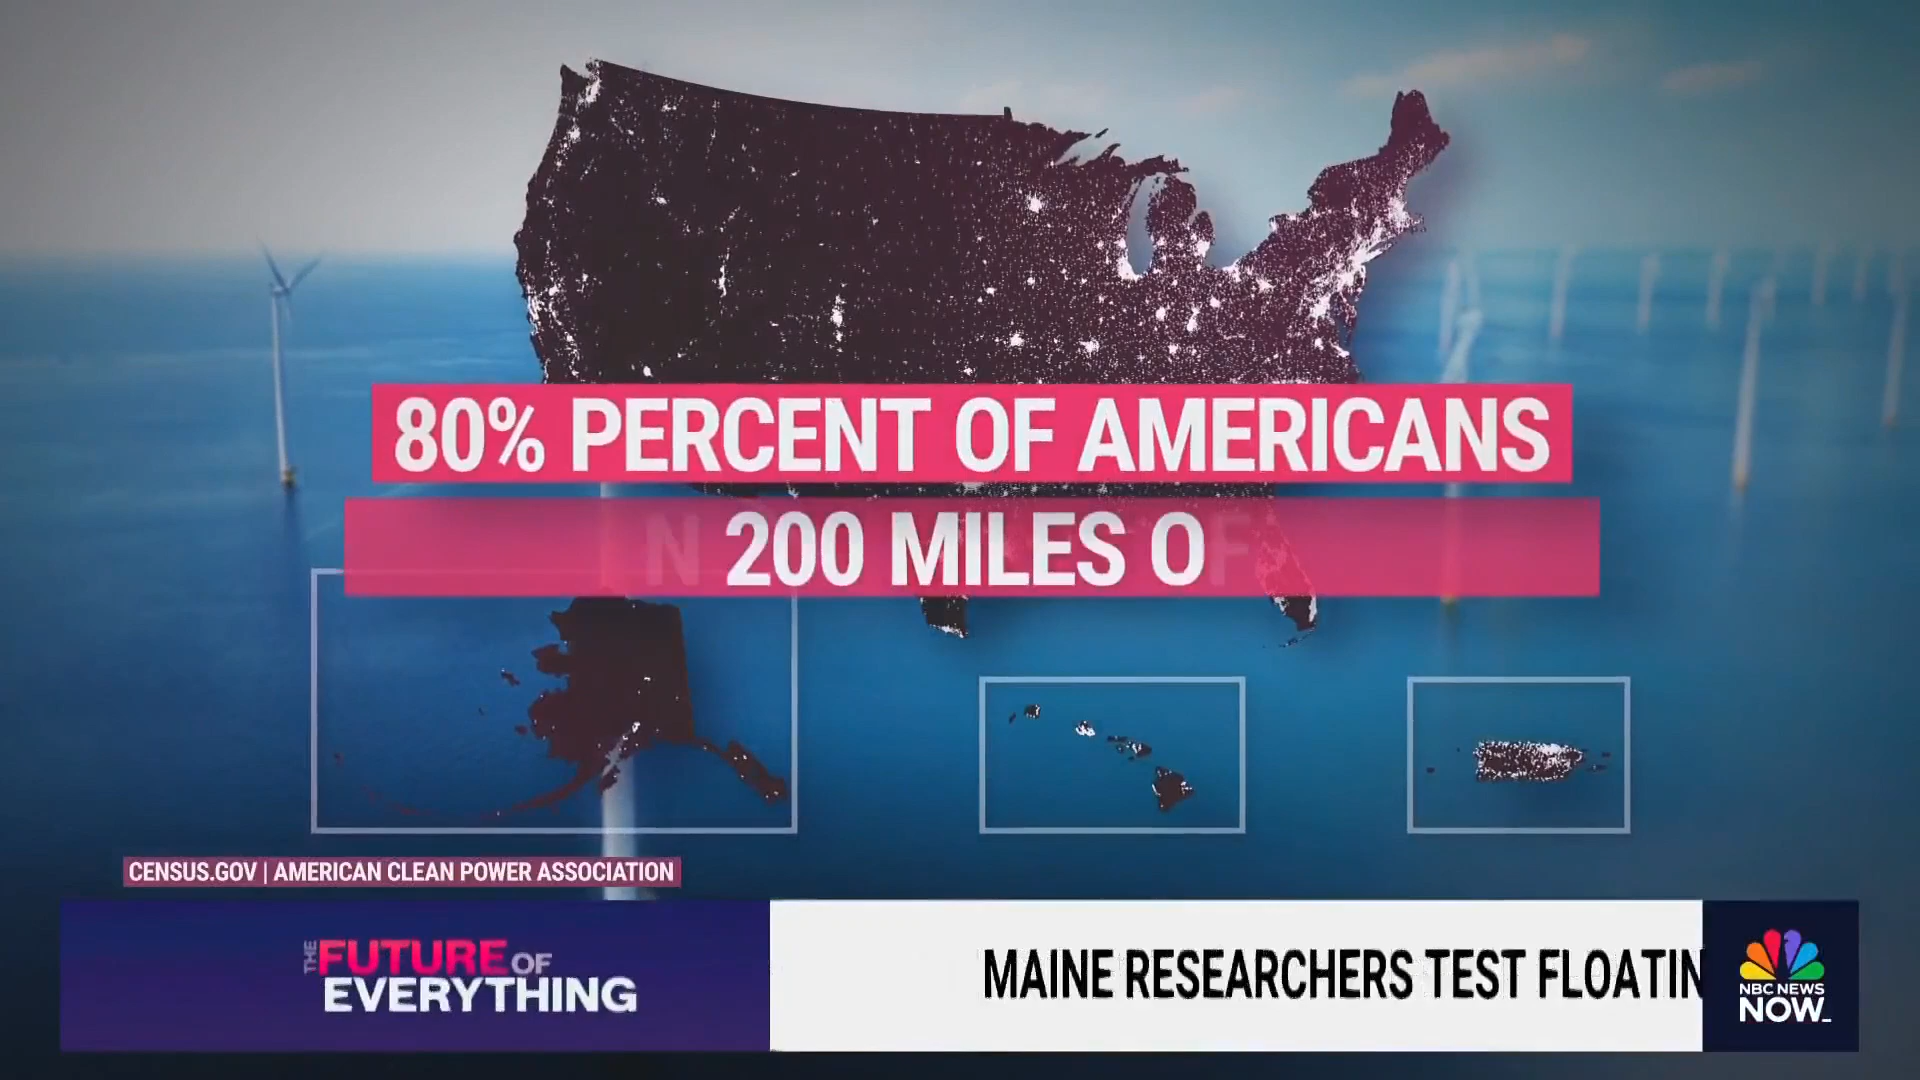 80% PERCENT OF AMERICANS
N 200 MILES OF
CENSUS.GOV | AMERICAN CLEAN POWER ASSOCIATION
THE FUTURE OF
EVERYTHING
MAINE RESEARCHERS TEST FLOATIN
NBC NEWS
NOW